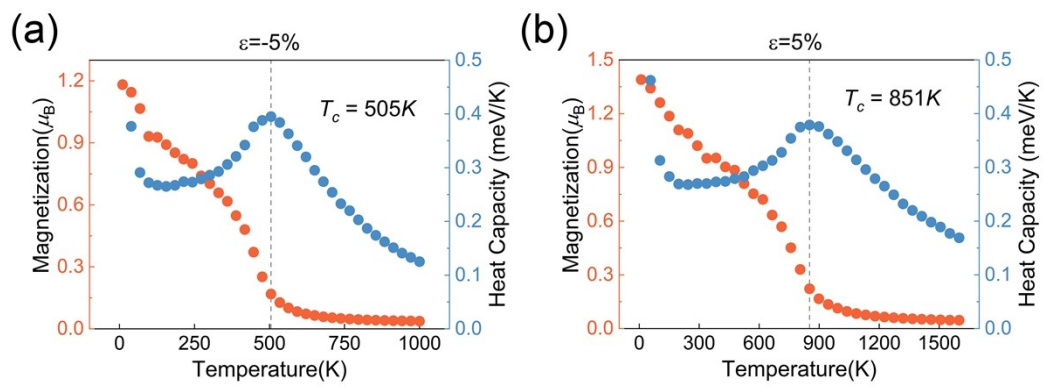 (a)
ε=-5%
Tc = 505K
Magnetization(μB)
1.2
0.9
0.6
0.3
0.0
0.5
0.4
0.3
0.2
0.1
0.0
Heat Capacity (meV/K)
0 250 500 750 1000
Temperature(K)
(b)
ε=5%
Tc = 851K
Magnetization(μB)
1.5
1.2
0.9
0.6
0.3
0.0
0.5
0.4
0.3
0.2
0.1
0.0
Heat Capacity (meV/K)
0 300 600 900 1200 1500
Temperature(K)